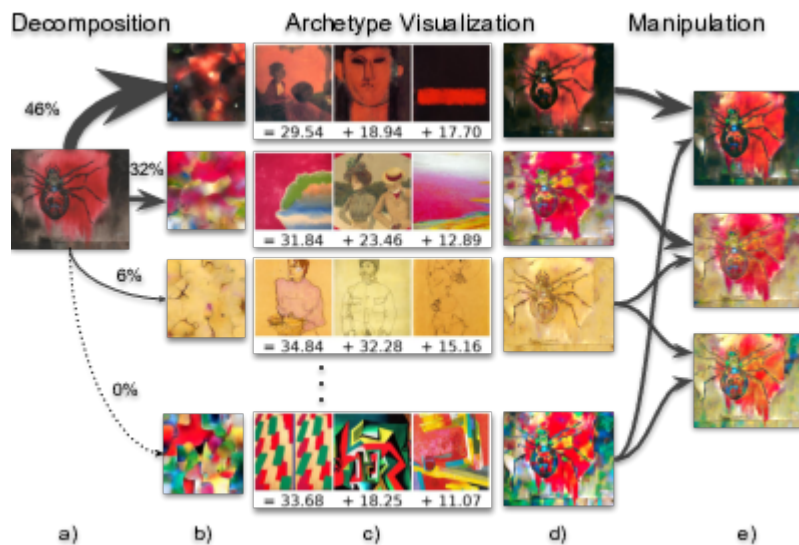 Decomposition Archetype Visualization Manipulation
46%
= 29.54 + 18.94 + 17.70
32%
= 31.84 + 23.46 + 12.89
6%
= 34.84 + 32.28 + 15.16
0%
= 33.68 + 18.25 + 11.07
a) b) c) d) e)